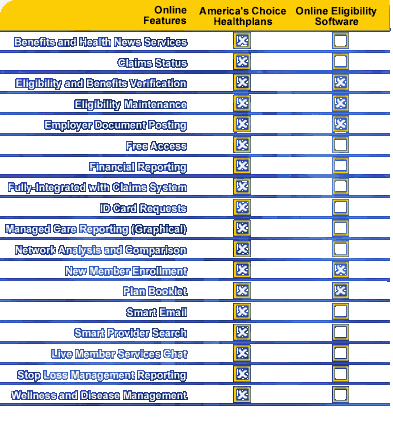 Online Features
America's Choice Healthplans
Online Eligibility Software
Benefits and Health News Services
Claims Status
Eligibility and Benefits Verification
Eligibility Maintenance
Employer Document Posting
Free Access
Financial Reporting
Fully-Integrated with Claims System
ID Card Requests
Managed Care Reporting (Graphical)
Network Analysis and Comparison
New Member Enrollment
Plan Booklet
Smart Email
Smart Provider Search
Live Member Services Chat
Stop Loss Management Reporting
Wellness and Disease Management